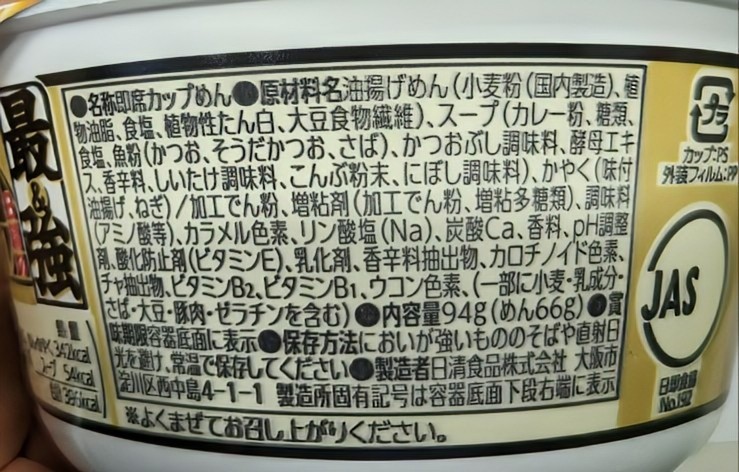 最
&
強
●名称即席カップめん●原材料名油揚げめん(小麦粉(国内製造)、植
物油脂、食塩、植物性たん白、大豆食物繊維)、スープ(カレー粉、糖類、
食塩、魚粉(かつお、そうだかつお、さば)、かつおぶし調味料、酵母エキ
ス、香辛料、しいたけ調味料、こんぶ粉末、にぼし調味料)、かやく(味付
油揚げ、ねぎ)/加工でん粉、増粘剤(加工でん粉、増粘多糖類)、調味料
(アミノ酸等)、カラメル色素、リン酸塩(Na)、炭酸Ca、香料、pH調整
剤、酸化防止剤(ビタミンE)、乳化剤、香辛料抽出物、カロチノイド色素、
チャ抽出物、ビタミンB₂、ビタミンB₁、ウコン色素、(一部に小麦・乳成分・
さば・大豆・豚肉・ゼラチンを含む)●内容量94g(めん66g)●賞
味期限容器底面に表示●保存方法においが強いもののそばや直射日
光を避け、常温で保存してください●製造者日清食品株式会社 大阪市
淀川区西中島4-1-1 製造所固有記号は容器底面下段右端に表示
※よくまぜてお召し上がりください。
熱量
342kcal
54kcal
プラ
カップ:PS
外装フィルム:PP
JAS